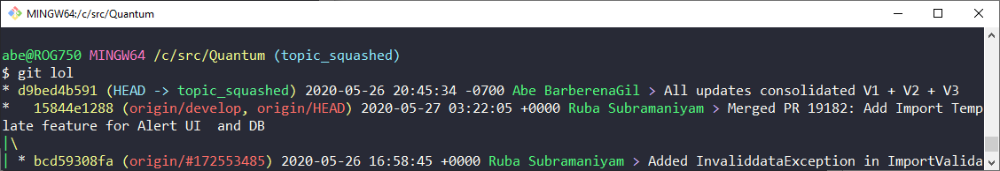 MINGW64:/c/src/Quantum
abe@ROG750 MINGW64 /c/src/Quantum (topic_squashed)
$ git lol
* d9bed4b591 (HEAD -> topic_squashed) 2020-05-26 20:45:34 -0700 Abe BarberenaGil > All updates consolidated V1 + V2 + V3
*   15844e1288 (origin/develop, origin/HEAD) 2020-05-27 03:22:05 +0000 Ruba Subramaniyam > Merged PR 19182: Add Import Temp
late feature for Alert UI  and DB
|\
| * bcd59308fa (origin/#172553485) 2020-05-26 16:58:45 +0000 Ruba Subramaniyam > Added InvaliddataException in ImportValida